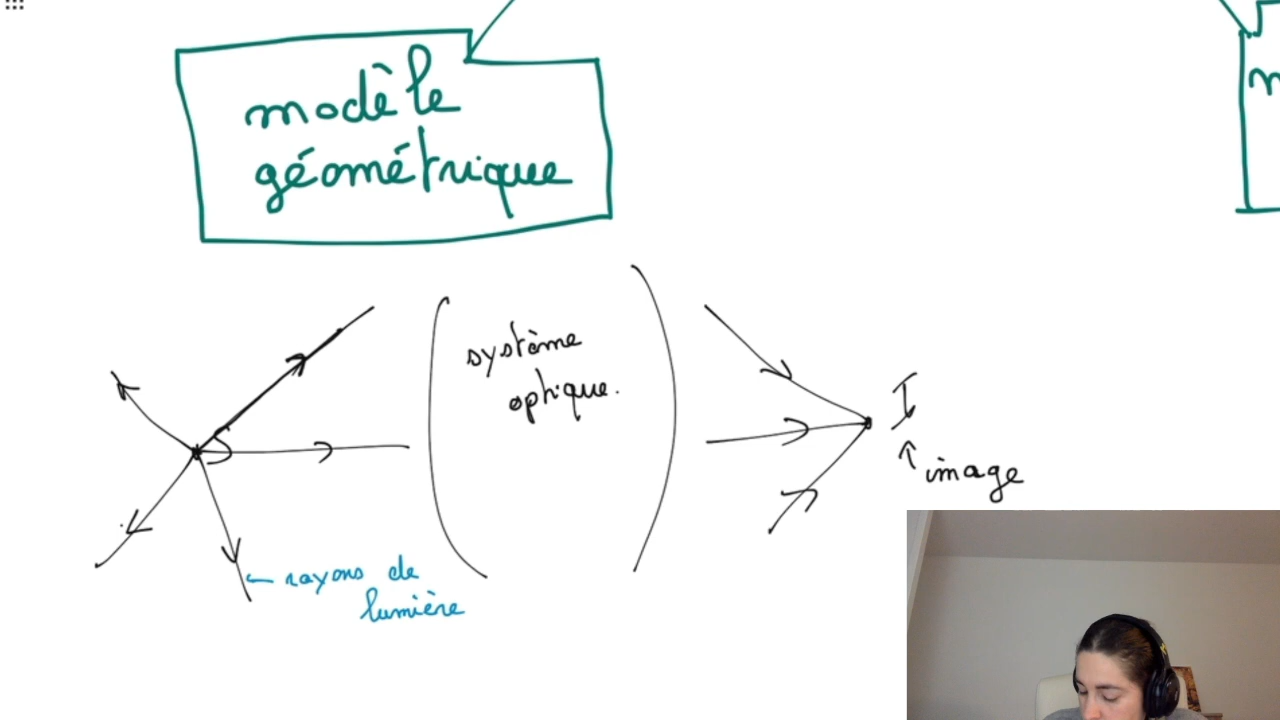 modèle
géométrique
système
optique.
I
↑ image
← rayons de
lumière